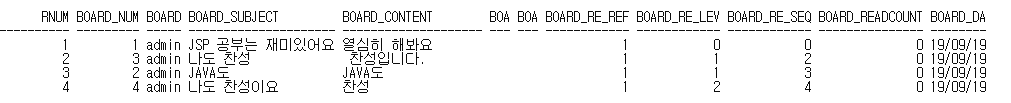 RNUM BOARD_NUM BOARD BOARD_SUBJECT BOARD_CONTENT BOA BOA BOARD_RE_REF BOARD_RE_LEV BOARD_RE_SEQ BOARD_READCOUNT BOARD_DA
---------- ---------- ----- -------------------- -------------------- --- --- ------------ ------------ ------------ --------------- --------
1 1 admin JSP 공부는 재미있어요 열심히 해봐요 1 0 0 0 19/09/19
2 3 admin 나도 찬성 찬성입니다. 1 1 2 0 19/09/19
3 2 admin JAVA도 JAVA도 1 1 3 0 19/09/19
4 4 admin 나도 찬성이요 찬성 1 2 4 0 19/09/19